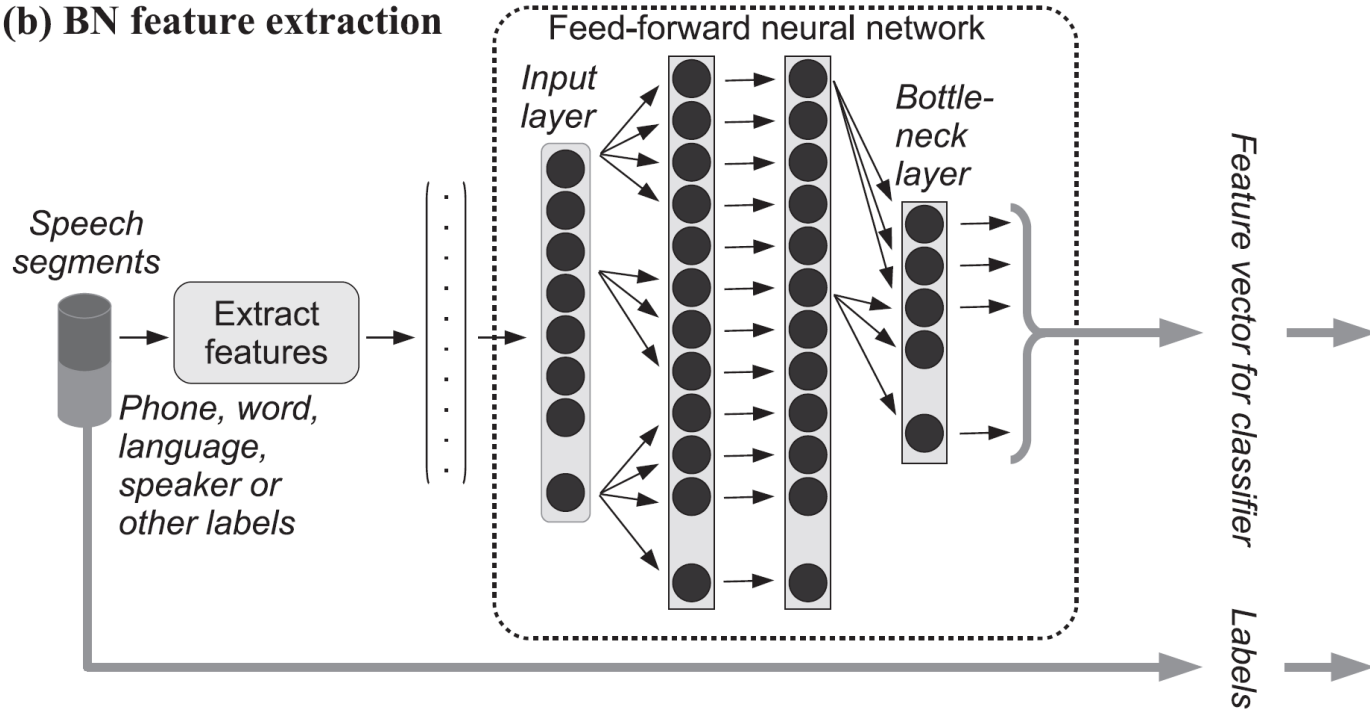 (b) BN feature extraction
Feed-forward neural network
Input
layer
Bottle-
neck
layer
Speech
segments
Extract
features
Phone, word,
language,
speaker or
other labels
Feature vector for classifier
Labels